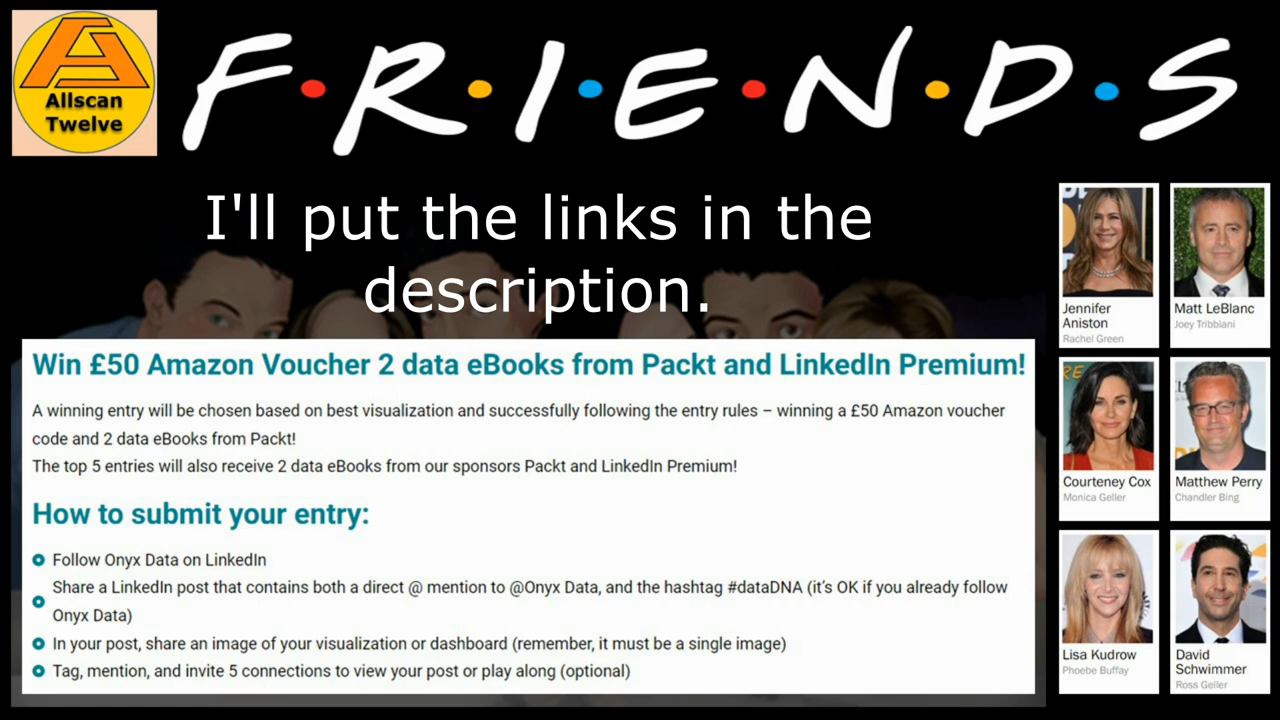 Allscan
Twelve
F·R·I·E·N·D·S
I'll put the links in the
description.
Win £50 Amazon Voucher 2 data eBooks from Packt and LinkedIn Premium!
A winning entry will be chosen based on best visualization and successfully following the entry rules – winning a £50 Amazon voucher
code and 2 data eBooks from Packt!
The top 5 entries will also receive 2 data eBooks from our sponsors Packt and LinkedIn Premium!
How to submit your entry:
Follow Onyx Data on LinkedIn
Share a LinkedIn post that contains both a direct @ mention to @Onyx Data, and the hashtag #dataDNA (it's OK if you already follow
Onyx Data)
In your post, share an image of your visualization or dashboard (remember, it must be a single image)
Tag, mention, and invite 5 connections to view your post or play along (optional)
Jennifer
Aniston
Rachel Green
Matt LeBlanc
Joey Tribbiani
Courteney Cox
Monica Geller
Matthew Perry
Chandler Bing
Lisa Kudrow
Phoebe Buffay
David
Schwimmer
Ross Geller